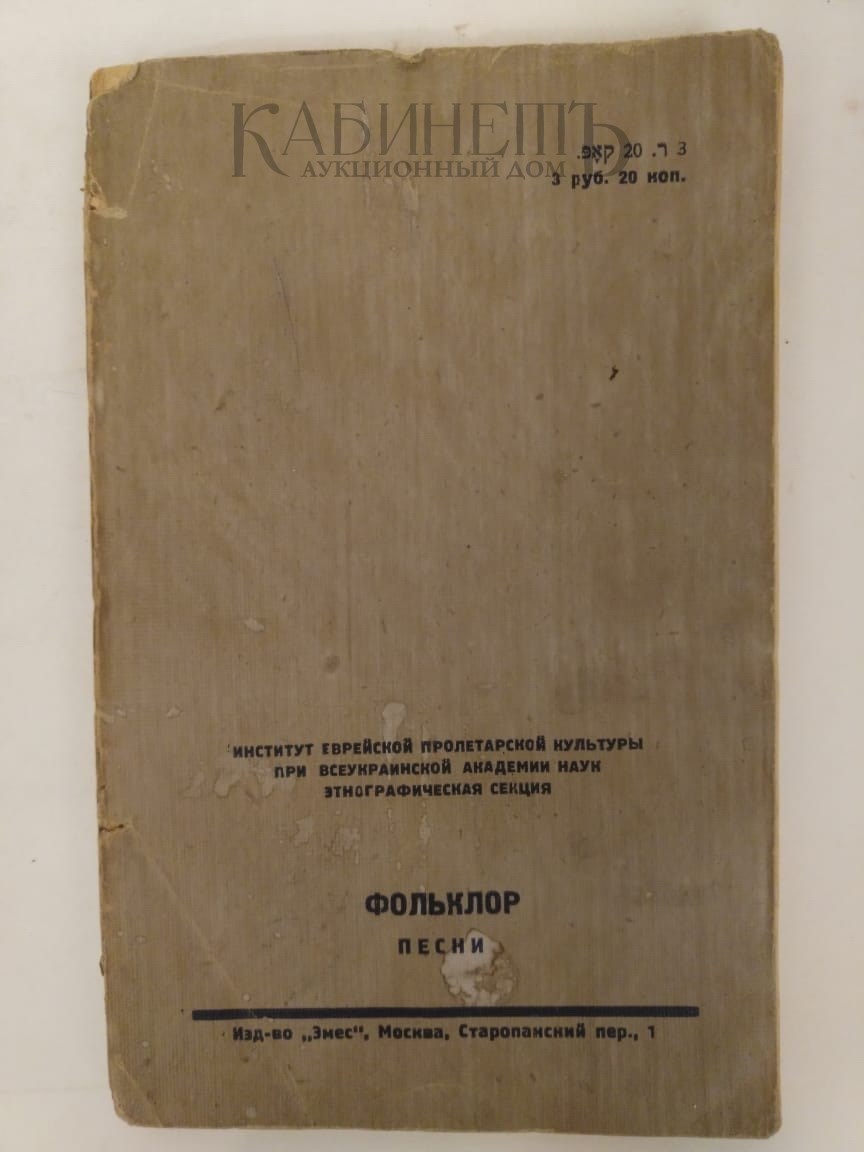 КАБИНЕТЪ
АУКЦИОННЫЙ ДОМ
3 ר. 20 קאָפּ.
3 руб. 20 коп.
ИНСТИТУТ ЕВРЕЙСКОЙ ПРОЛЕТАРСКОЙ КУЛЬТУРЫ
ПРИ ВСЕУКРАИНСКОЙ АКАДЕМИИ НАУК
ЭТНОГРАФИЧЕСКАЯ СЕКЦИЯ
ФОЛЬКЛОР
ПЕСНИ
Изд-во „Эмес“, Москва, Старопанский пер., 1